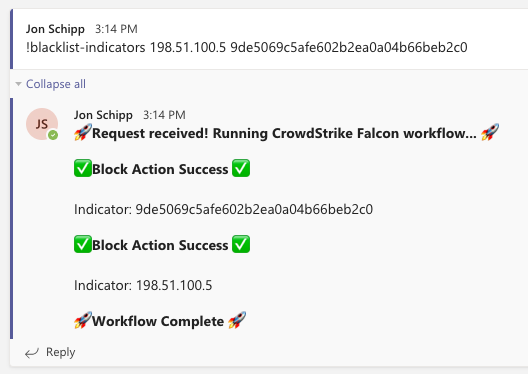 Jon Schipp 3:14 PM
!blacklist-indicators 198.51.100.5 9de5069c5afe602b2ea0a04b66beb2c0
Collapse all
JS
Jon Schipp 3:14 PM
🚀Request received! Running CrowdStrike Falcon workflow... 🚀
✅Block Action Success ✅
Indicator: 9de5069c5afe602b2ea0a04b66beb2c0
✅Block Action Success ✅
Indicator: 198.51.100.5
🚀Workflow Complete 🚀
Reply